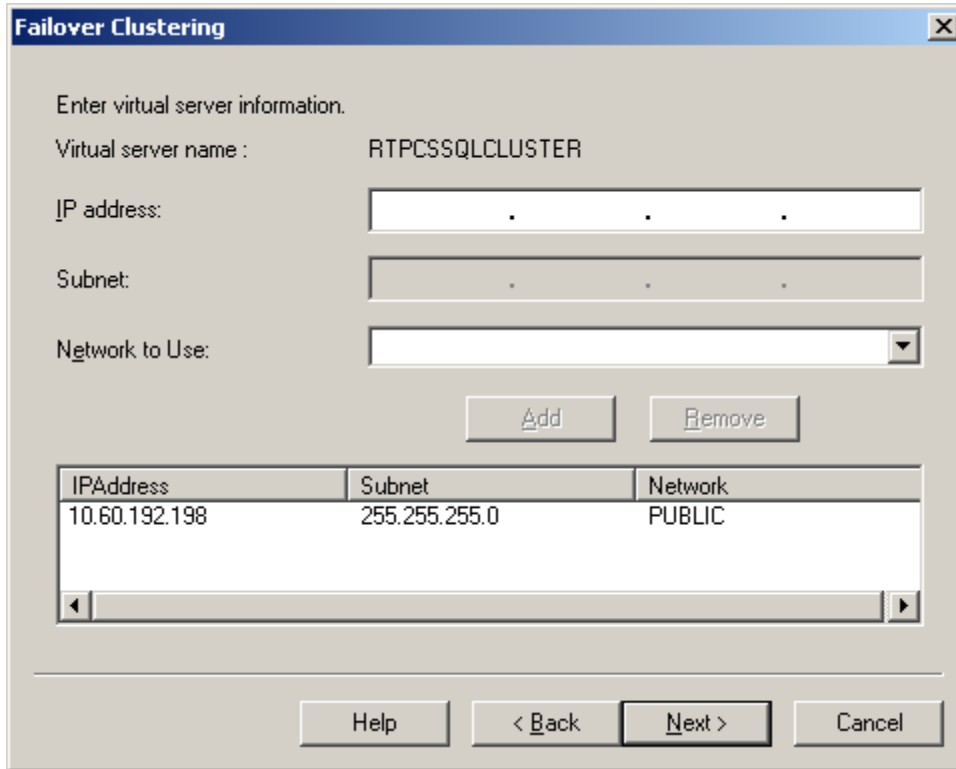 Failover Clustering
Enter virtual server information.
Virtual server name : RTPCSSQLCLUSTER
IP address: . . .
Subnet: . . .
Network to Use:
Add Remove
IPAddress Subnet Network
10.60.192.198 255.255.255.0 PUBLIC
Help < Back Next > Cancel